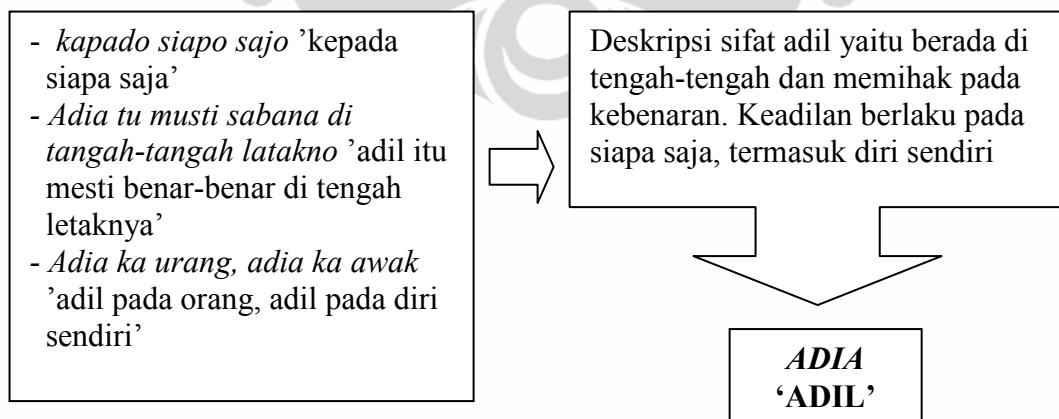 - kapado siapo sajo ’kepada
siapa saja’
- Adia tu musti sabana di
tangah-tangah latakno ’adil itu
mesti benar-benar di tengah
letaknya’
- Adia ka urang, adia ka awak
’adil pada orang, adil pada diri
sendiri’
Deskripsi sifat adil yaitu berada di
tengah-tengah dan memihak pada
kebenaran. Keadilan berlaku pada
siapa saja, termasuk diri sendiri
ADIA
‘ADIL’